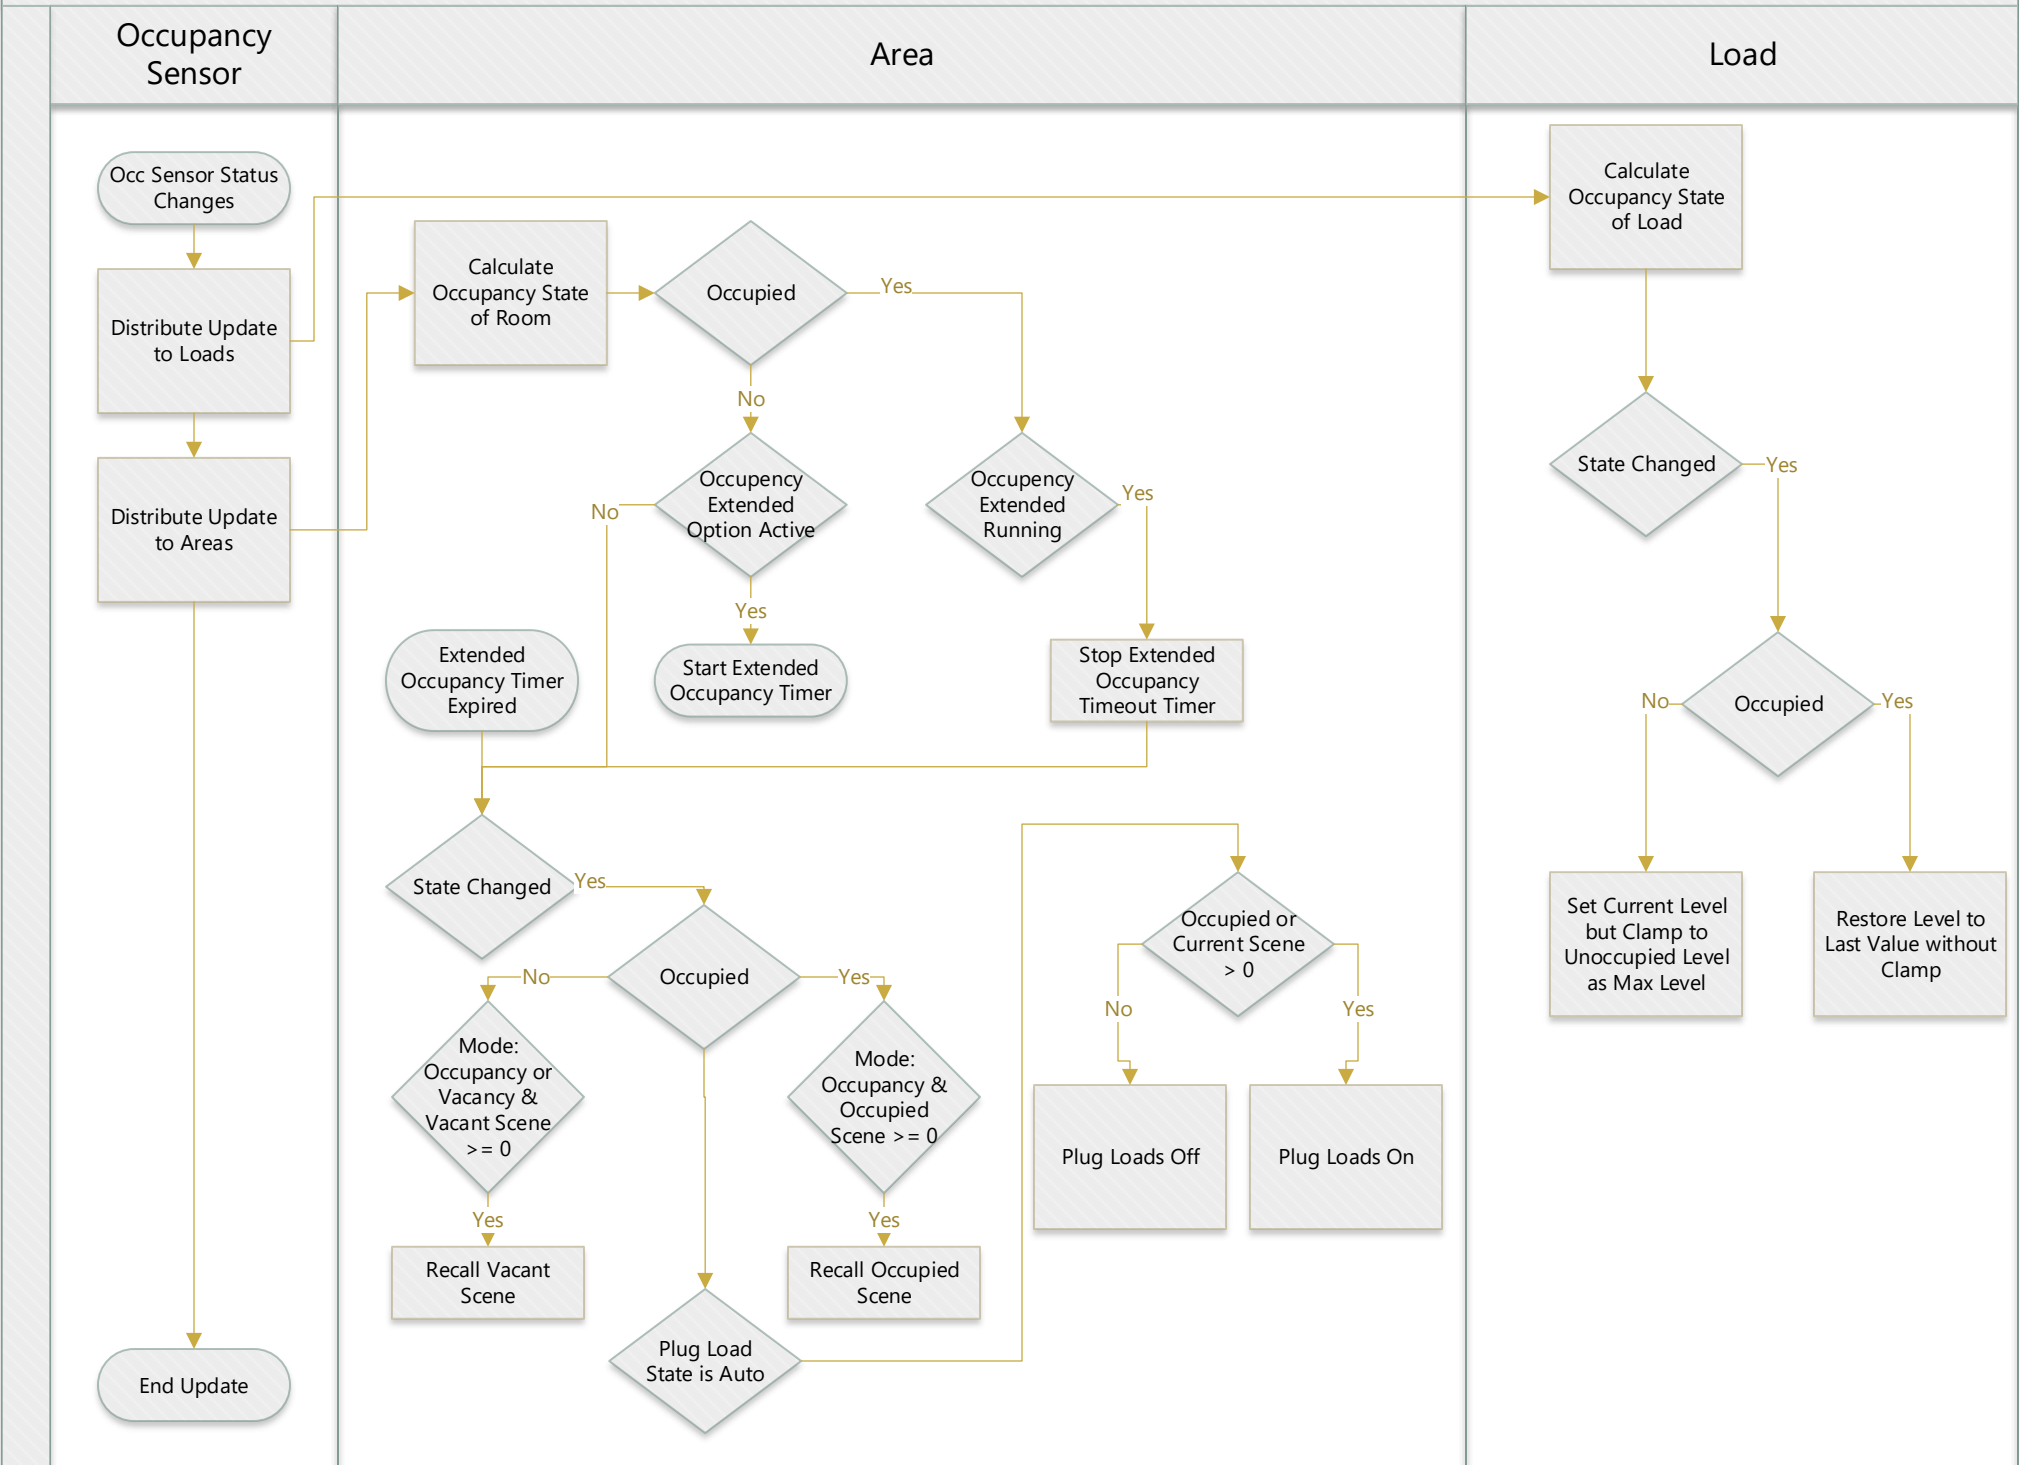 Occupancy
Sensor
Area
Load
Occ Sensor Status
Changes
Distribute Update
to Loads
Distribute Update
to Areas
End Update
Calculate
Occupancy State
of Room
Occupied
Yes
No
Occupency
Extended
Option Active
No
Yes
Occupency
Extended
Running
Yes
Extended
Occupancy Timer
Expired
Start Extended
Occupancy Timer
Stop Extended
Occupancy
Timeout Timer
State Changed
Yes
Occupied
No
Yes
Mode:
Occupancy or
Vacancy &
Vacant Scene
>= 0
Yes
Recall Vacant
Scene
Mode:
Occupancy &
Occupied
Scene >= 0
Yes
Recall Occupied
Scene
Plug Load
State is Auto
Occupied or
Current Scene
> 0
No
Yes
Plug Loads Off
Plug Loads On
Calculate
Occupancy State
of Load
State Changed
Yes
Occupied
No
Yes
Set Current Level
but Clamp to
Unoccupied Level
as Max Level
Restore Level to
Last Value without
Clamp